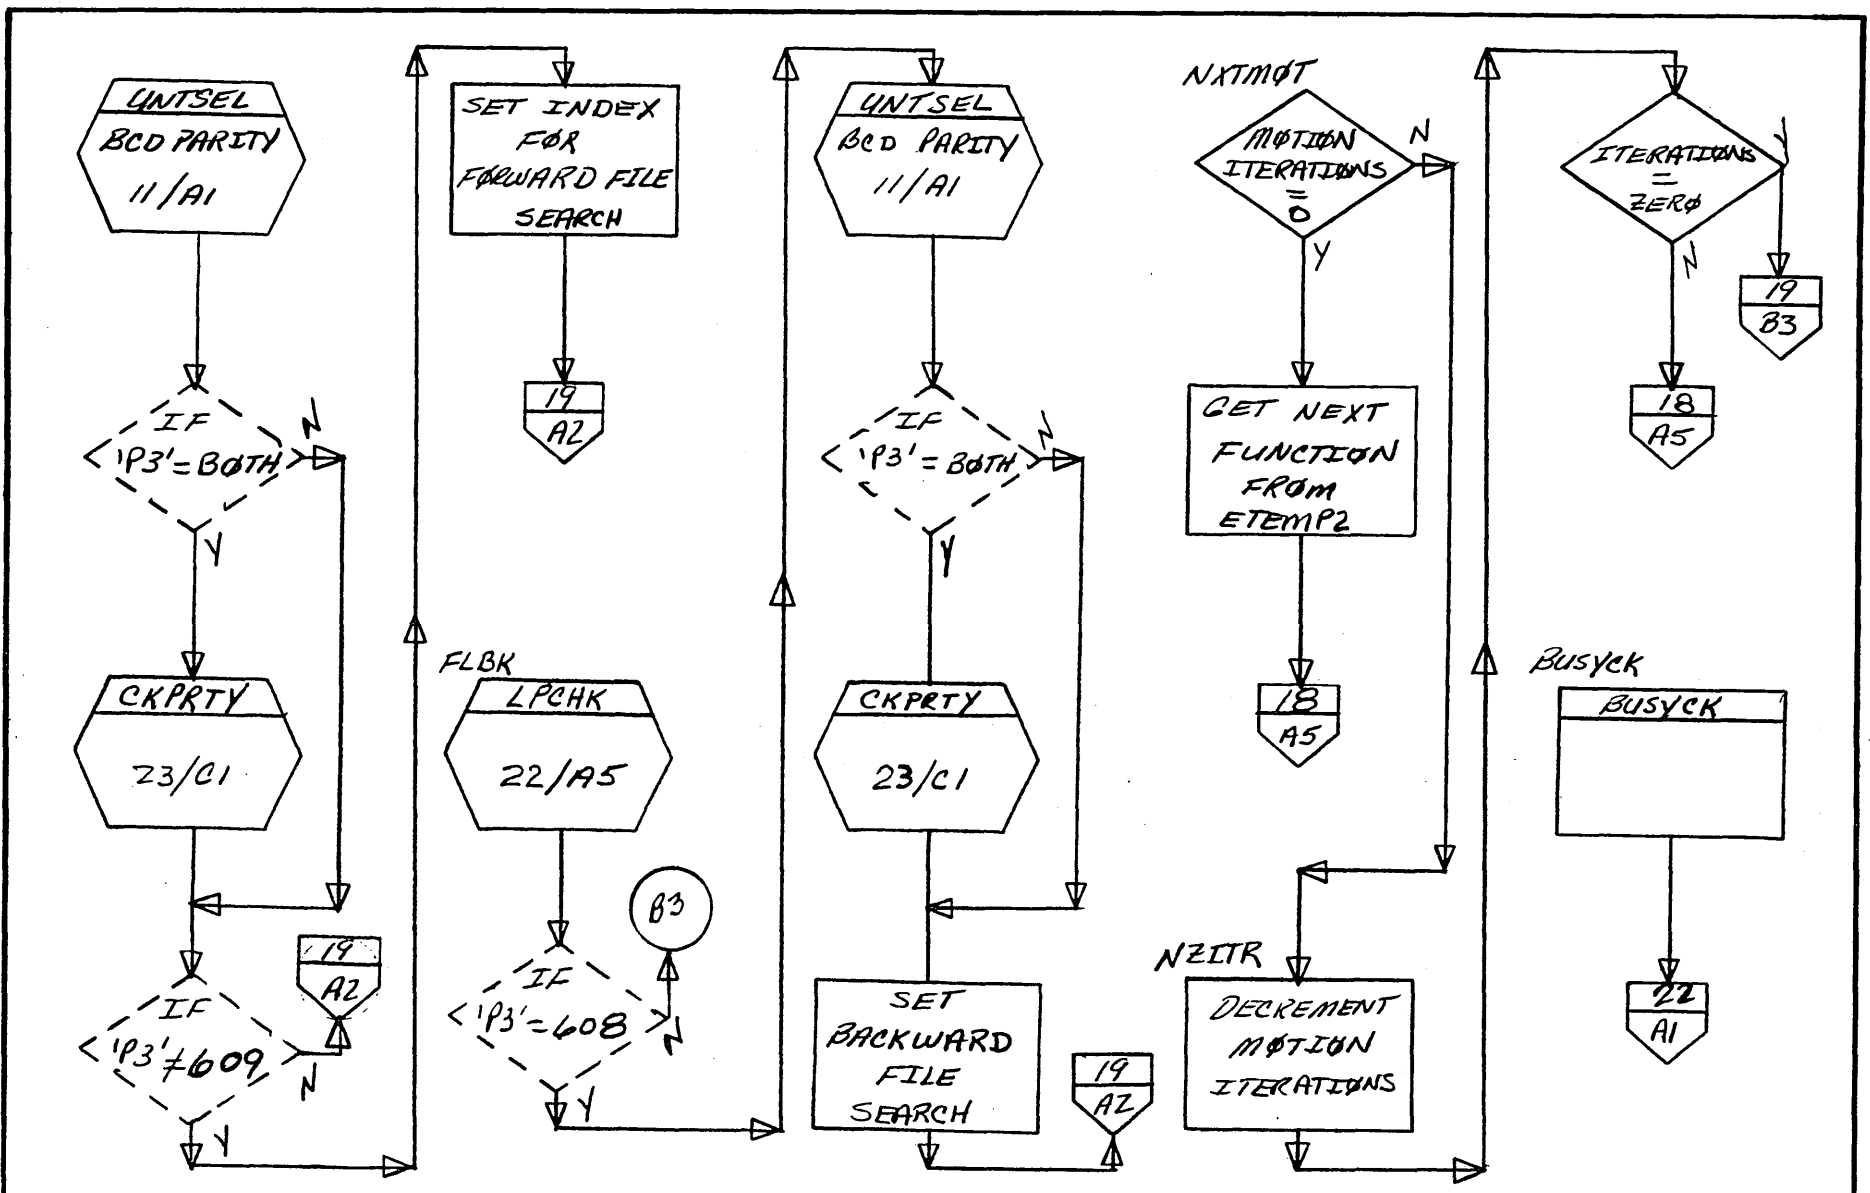 UNTSEL
BCD PARITY
11/A1
IF
'P3'=BØTH
N
Y
CKPRTY
23/C1
19
A2
IF
'P3'≠609
N
Y
SET INDEX
FØR
FØRWARD FILE
SEARCH
19
A2
FLBK
LPCHK
22/A5
B3
IF
'P3'=608
N
Y
UNTSEL
BCD PARITY
11/A1
IF
'P3'=BØTH
N
Y
CKPRTY
23/C1
SET
BACKWARD
FILE
SEARCH
19
A2
NXTMØT
MØTIØN
ITERATIØNS
=
0
N
Y
GET NEXT
FUNCTIØN
FRØM
ETEMP2
18
A5
NZITR
DECREMENT
MØTIØN
ITERATIØNS
ITERATIØNS
=
ZERØ
Y
N
19
B3
18
A5
BUSYCK
BUSYCK
22
A1